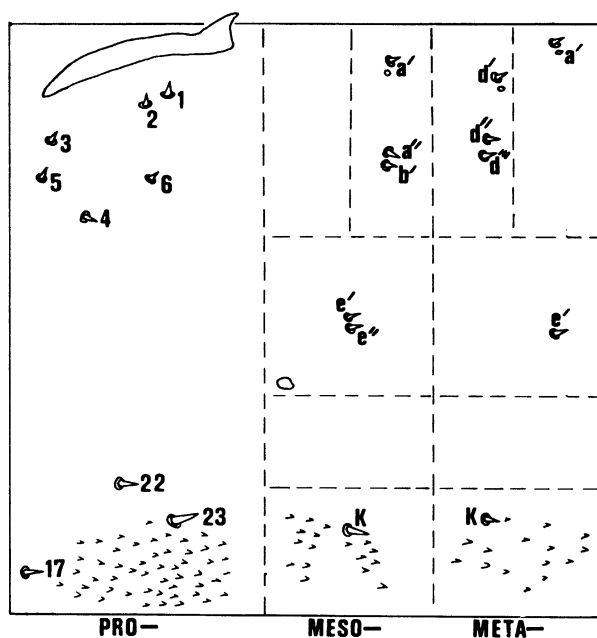 1
2
3
5
6
4
22
23
17
a′
a″
b′
e′
e″
K
d′
a′
d″
d‴
e′
K
PRO— MESO— META—